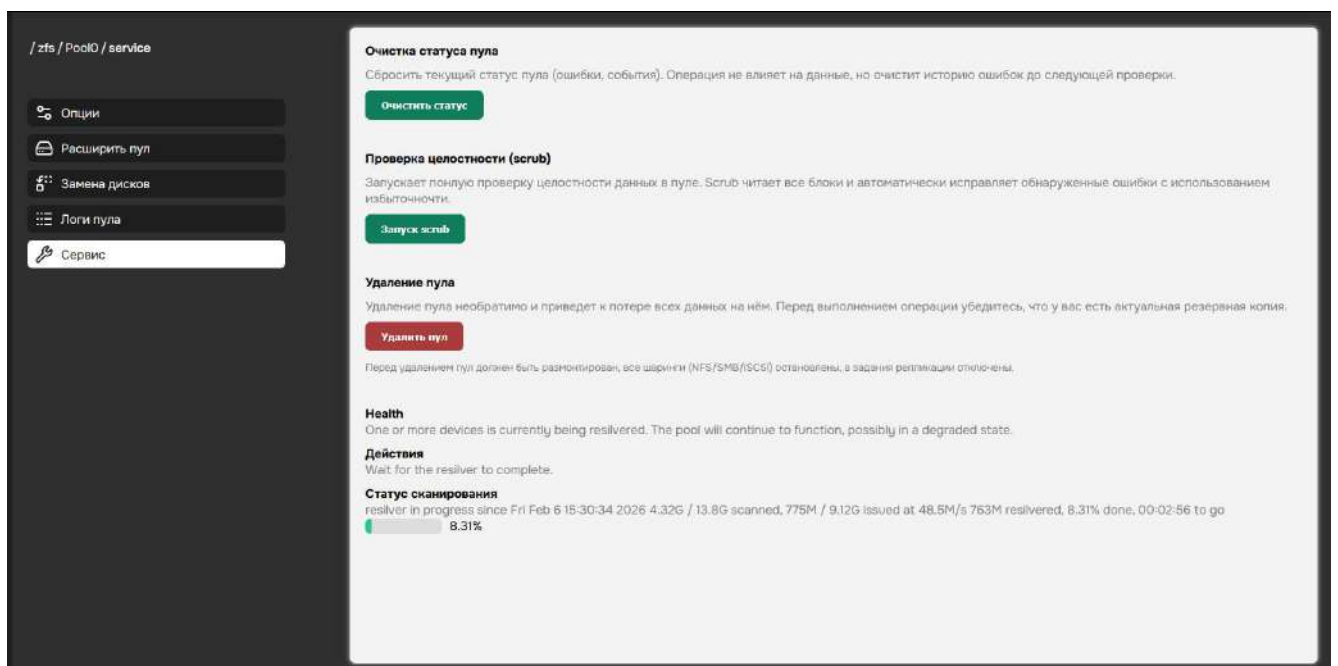 / zfs / Pool0 / service
Опции
Расширить пул
Замена дисков
Логи пула
Сервис
Очистка статуса пула
Сбросить текущий статус пула (ошибки, события). Операция не влияет на данные, но очистит историю ошибок до следующей проверки.
Очистить статус
Проверка целостности (scrub)
Запускает понлую проверку целостности данных в пуле. Scrub читает все блоки и автоматически исправляет обнаруженные ошибки с использованием
избыточночти.
Запуск scrub
Удаление пула
Удаление пула необратимо и приведет к потере всех данных на нём. Перед выполнением операции убедитесь, что у вас есть актуальная резервная копия.
Удалить пул
Перед удалением пул должен быть размонтирован, все шаринги (NFS/SMB/iSCSI) остановлены, а задания репликации отключены.
Health
One or more devices is currently being resilvered. The pool will continue to function, possibly in a degraded state.
Действия
Wait for the resilver to complete.
Статус сканирования
resilver in progress since Fri Feb 6 15:30:34 2026 4.32G / 13.8G scanned, 775M / 9.12G issued at 48.5M/s 763M resilvered, 8.31% done, 00:02:56 to go
8.31%